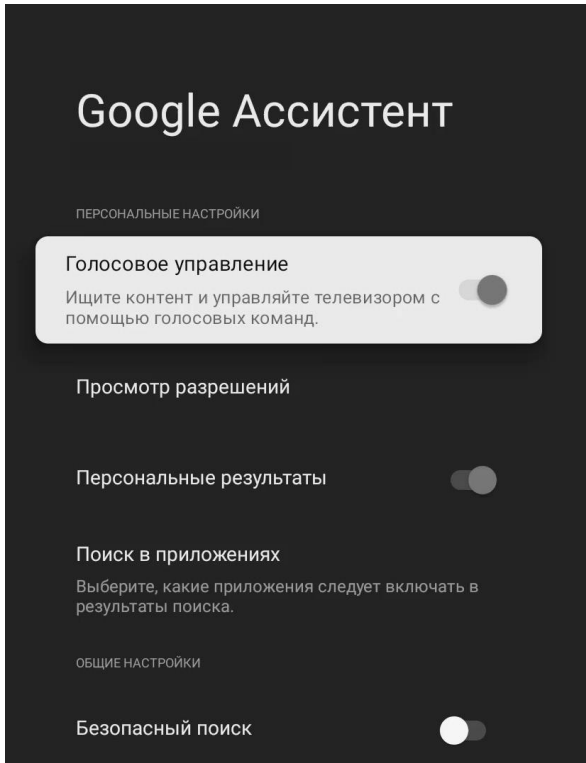 Google Ассистент
ПЕРСОНАЛЬНЫЕ НАСТРОЙКИ
Голосовое управление
Ищите контент и управляйте телевизором с
помощью голосовых команд.
Просмотр разрешений
Персональные результаты
Поиск в приложениях
Выберите, какие приложения следует включать в
результаты поиска.
ОБЩИЕ НАСТРОЙКИ
Безопасный поиск